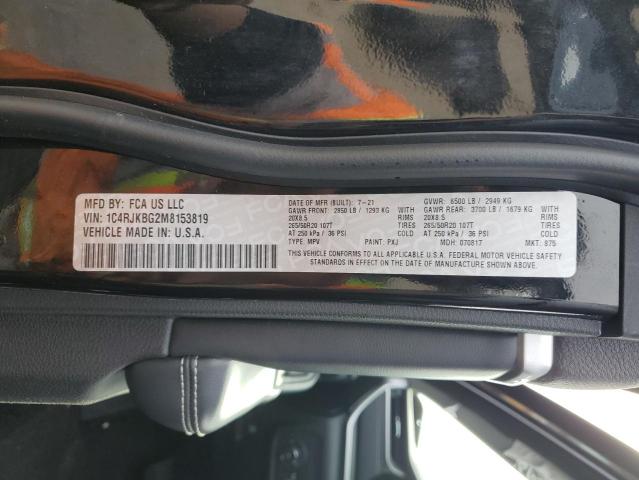 MFD BY: FCA US LLC
VIN: 1C4RJKBG2M8153819
VEHICLE MADE IN: U.S.A.
DATE OF MFR (BUILT): 7-21 GVWR: 6500 LB / 2949 KG
GAWR FRONT: 2850 LB / 1293 KG GAWR REAR: 3700 LB / 1679 KG
20X8.5 RIMS 20X8.5 RIMS
265/50R20 107T TIRES 265/50R20 107T TIRES
AT 250 kPa / 36 PSI COLD AT 250 kPa / 36 PSI COLD
TYPE: MPV PAINT: PXJ MDH: 070817 MKT: 875
THIS VEHICLE CONFORMS TO ALL APPLICABLE U.S.A. FEDERAL MOTOR VEHICLE SAFETY
STANDARDS IN EFFECT ON THE DATE OF MANUFACTURE SHOWN ABOVE.